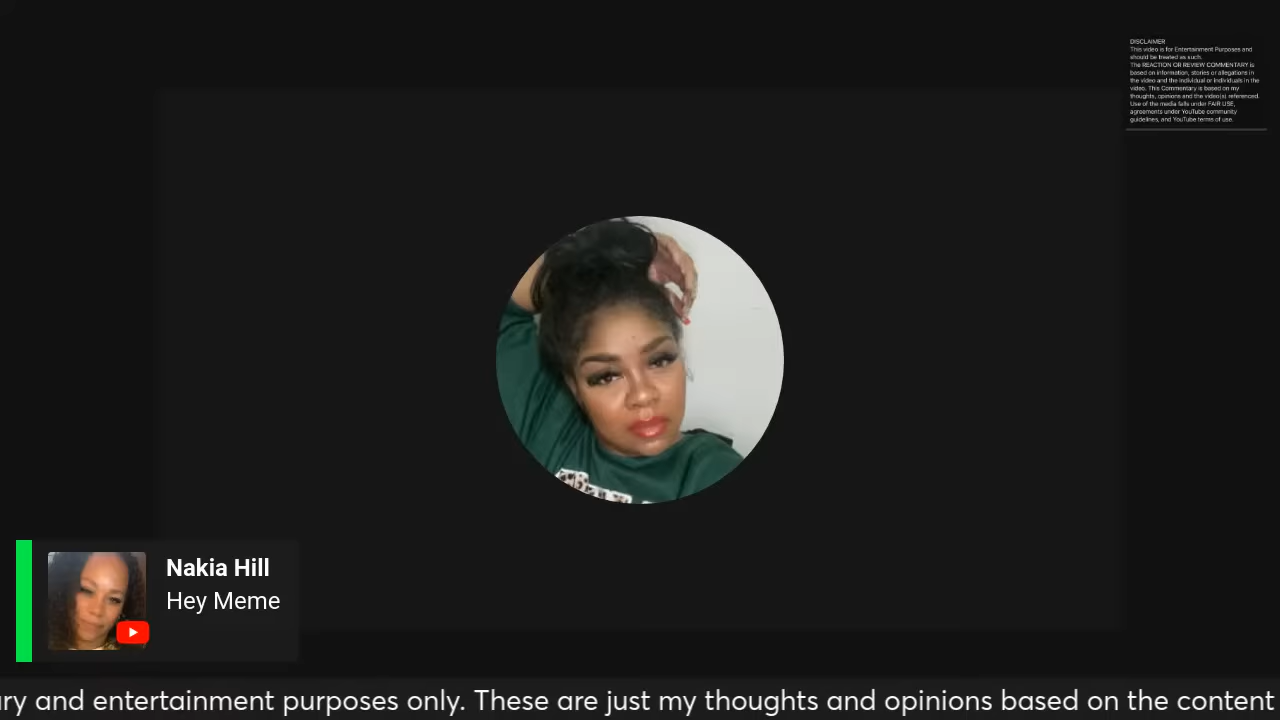 DISCLAIMER
This video is for Entertainment Purposes and
should be treated as such.
The REACTION OR REVIEW COMMENTARY is
based on information, stories or allegations in
the video and the individual or individuals in the
video. This Commentary is based on my
thoughts, opinions and the video(s) referenced.
Use of the media falls under FAIR USE,
agreements under YouTube community
guidelines, and YouTube terms of use.
Nakia Hill
Hey Meme
ry and entertainment purposes only. These are just my thoughts and opinions based on the content